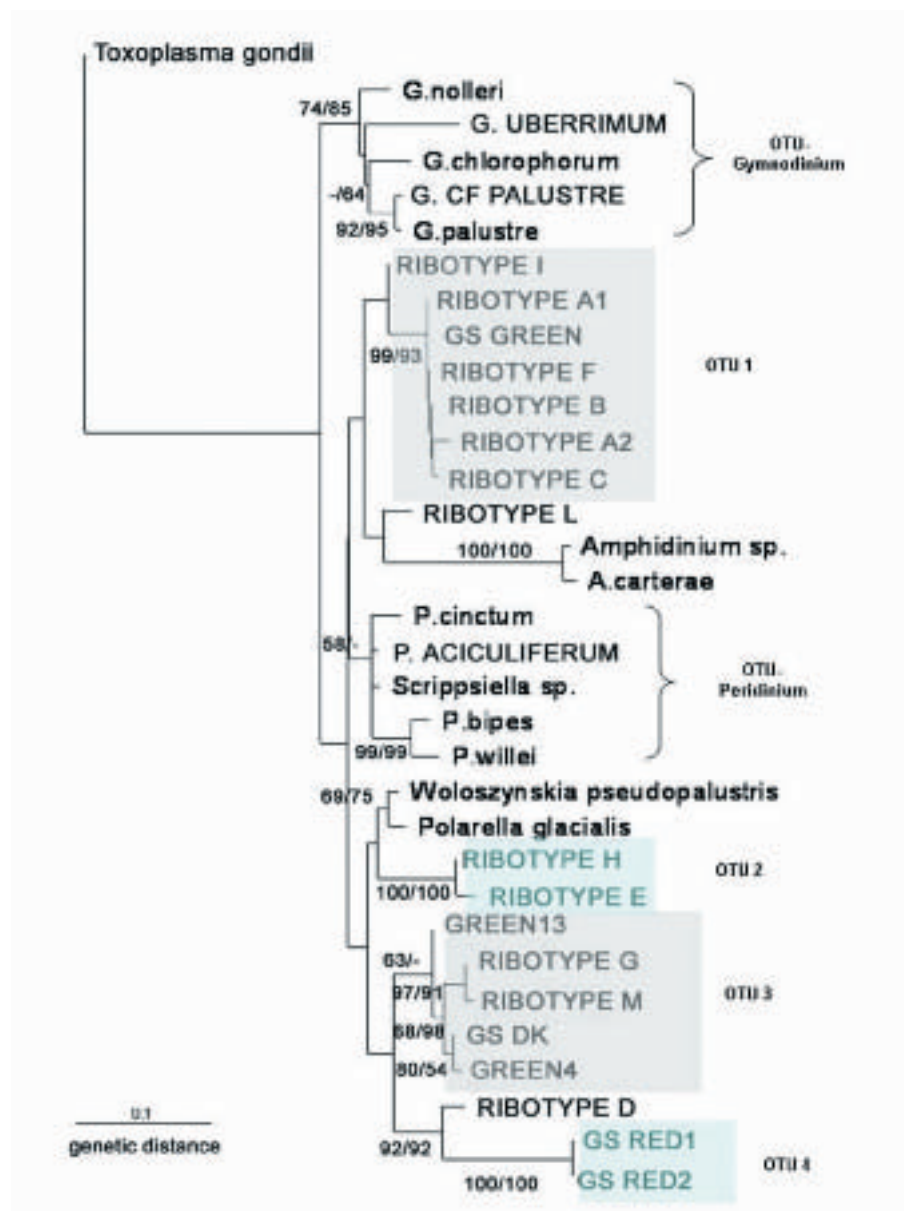 Toxoplasma gondii
G.nolleri
74/85
G. UBERRIMUM
OTU-
Gymnodinium
G.chlorophorum
-/64
G. CF PALUSTRE
92/95
G.palustre
RIBOTYPE I
RIBOTYPE A1
GS GREEN
99/93
RIBOTYPE F
OTU 1
RIBOTYPE B
RIBOTYPE A2
RIBOTYPE C
RIBOTYPE L
100/100
Amphidinium sp.
A.carterae
P.cinctum
58/-
P. ACICULIFERUM
Scrippsiella sp.
OTU-
Peridinium
P.bipes
99/99
P.willei
69/75
Woloszynskia pseudopalustris
Polarella glacialis
RIBOTYPE H
OTU 2
100/100
RIBOTYPE E
GREEN13
63/-
RIBOTYPE G
97/91
RIBOTYPE M
OTU 3
68/98
GS DK
80/54
GREEN4
0.1
genetic distance
RIBOTYPE D
92/92
GS RED1
OTU 4
100/100
GS RED2